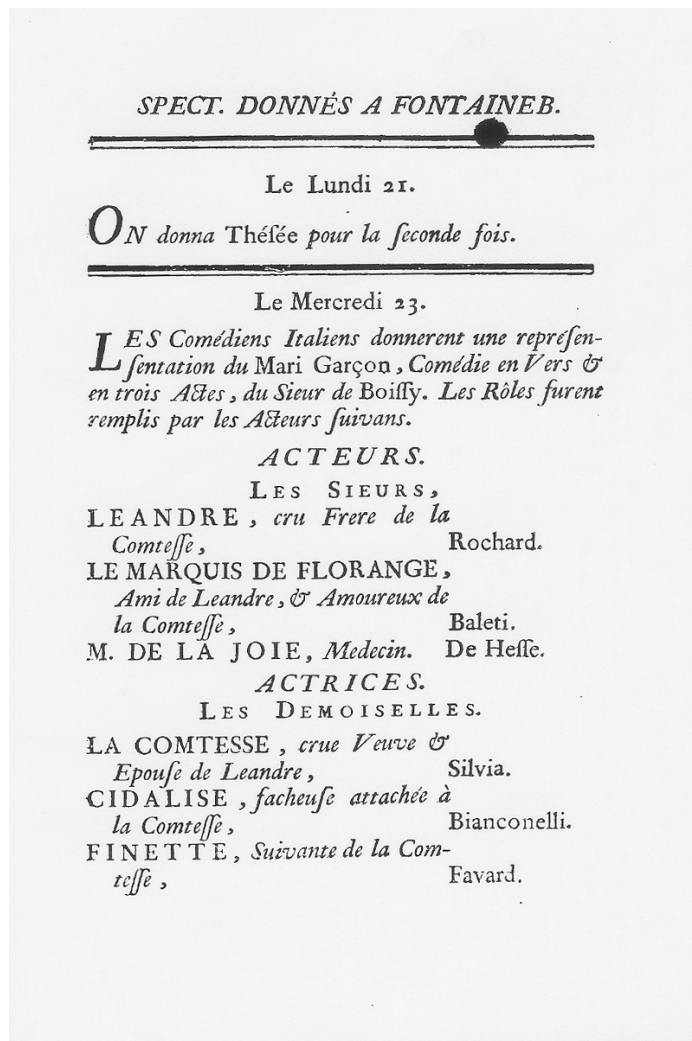 SPECT. DONNÉS A FONTAINEB.
Le Lundi 21.
ON donna Théſée pour la ſeconde fois.
Le Mercredi 23.
LES Comédiens Italiens donnerent une repréſen-
ſentation du Mari Garçon, Comédie en Vers &
en trois Actes, du Sieur de Boiſſy. Les Rôles furent
remplis par les Acteurs ſuivans.
ACTEURS.
LES SIEURS,
LEANDRE, cru Frere de la
Comteſſe, Rochard.
LE MARQUIS DE FLORANGE,
Ami de Leandre, & Amoureux de
la Comteſſe, Baleti.
M. DE LA JOIE, Medecin. De Heſſe.
ACTRICES.
LES DEMOISELLES.
LA COMTESSE, crue Veuve &
Epouſe de Leandre, Silvia.
CIDALISE, facheuſe attachée à
la Comteſſe, Bianconelli.
FINETTE, Suivante de la Com-
teſſe, Favard.